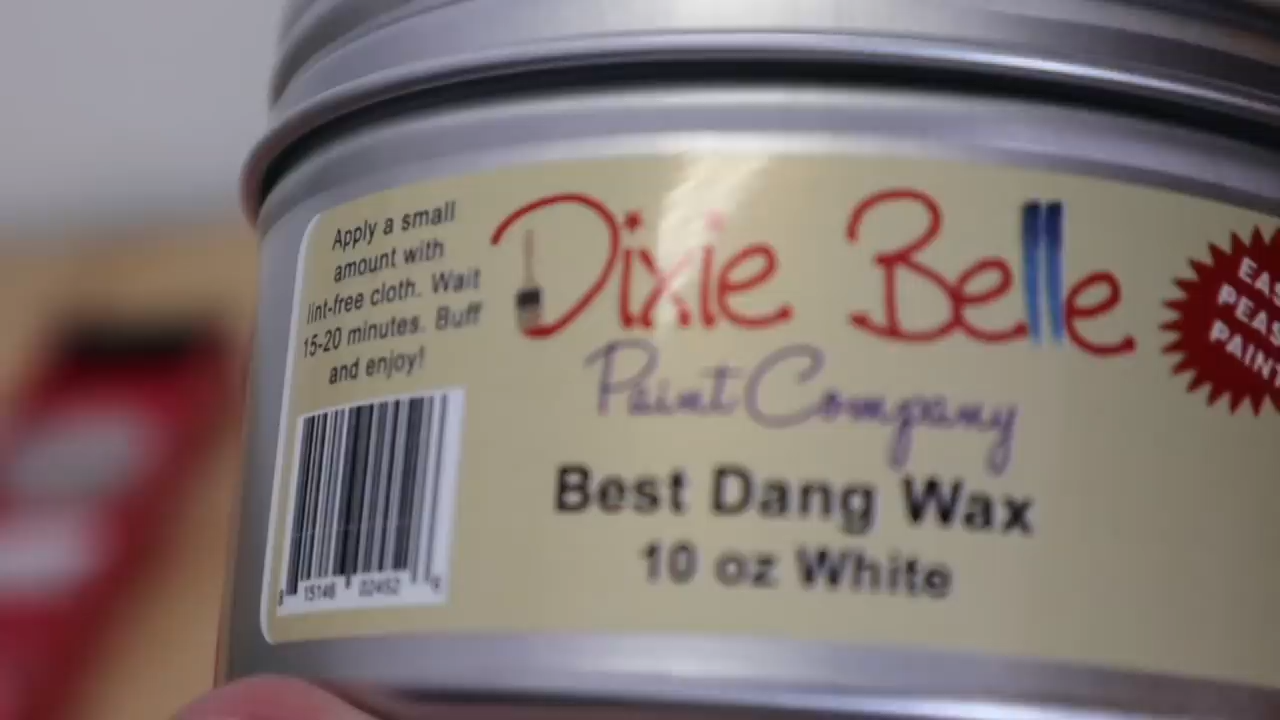 Apply a small
amount with
lint-free cloth. Wait
15-20 minutes. Buff
and enjoy!
Dixie Belle
Paint Company
Best Dang Wax
10 oz White